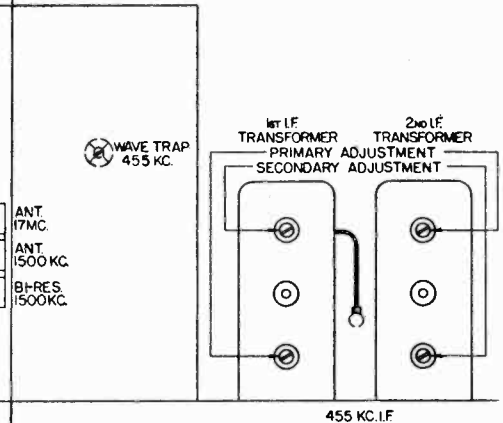 WAVE TRAP
455 KC.
1ST I.F.
TRANSFORMER
2ND I.F.
TRANSFORMER
PRIMARY ADJUSTMENT
SECONDARY ADJUSTMENT
ANT.
17MC.
ANT.
1500 KC.
BI-RES.
1500KC.
455 KC. I.F.